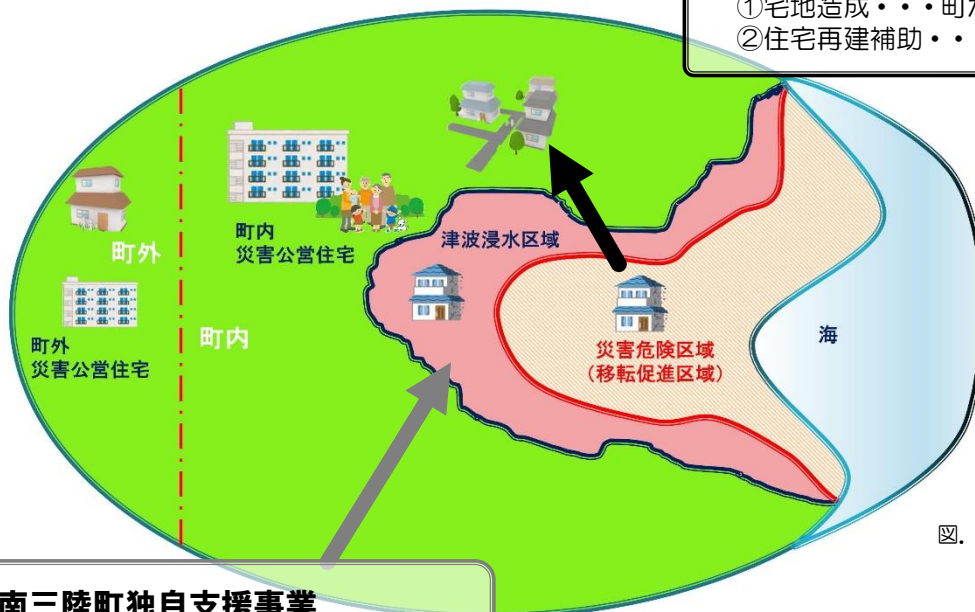 ①宅地造成・・・町が
②住宅再建補助・・
町内
災害公営住宅
津波浸水区域
町外
町外
災害公営住宅
町内
災害危険区域
(移転促進区域)
海
図.
南三陸町独自支援事業